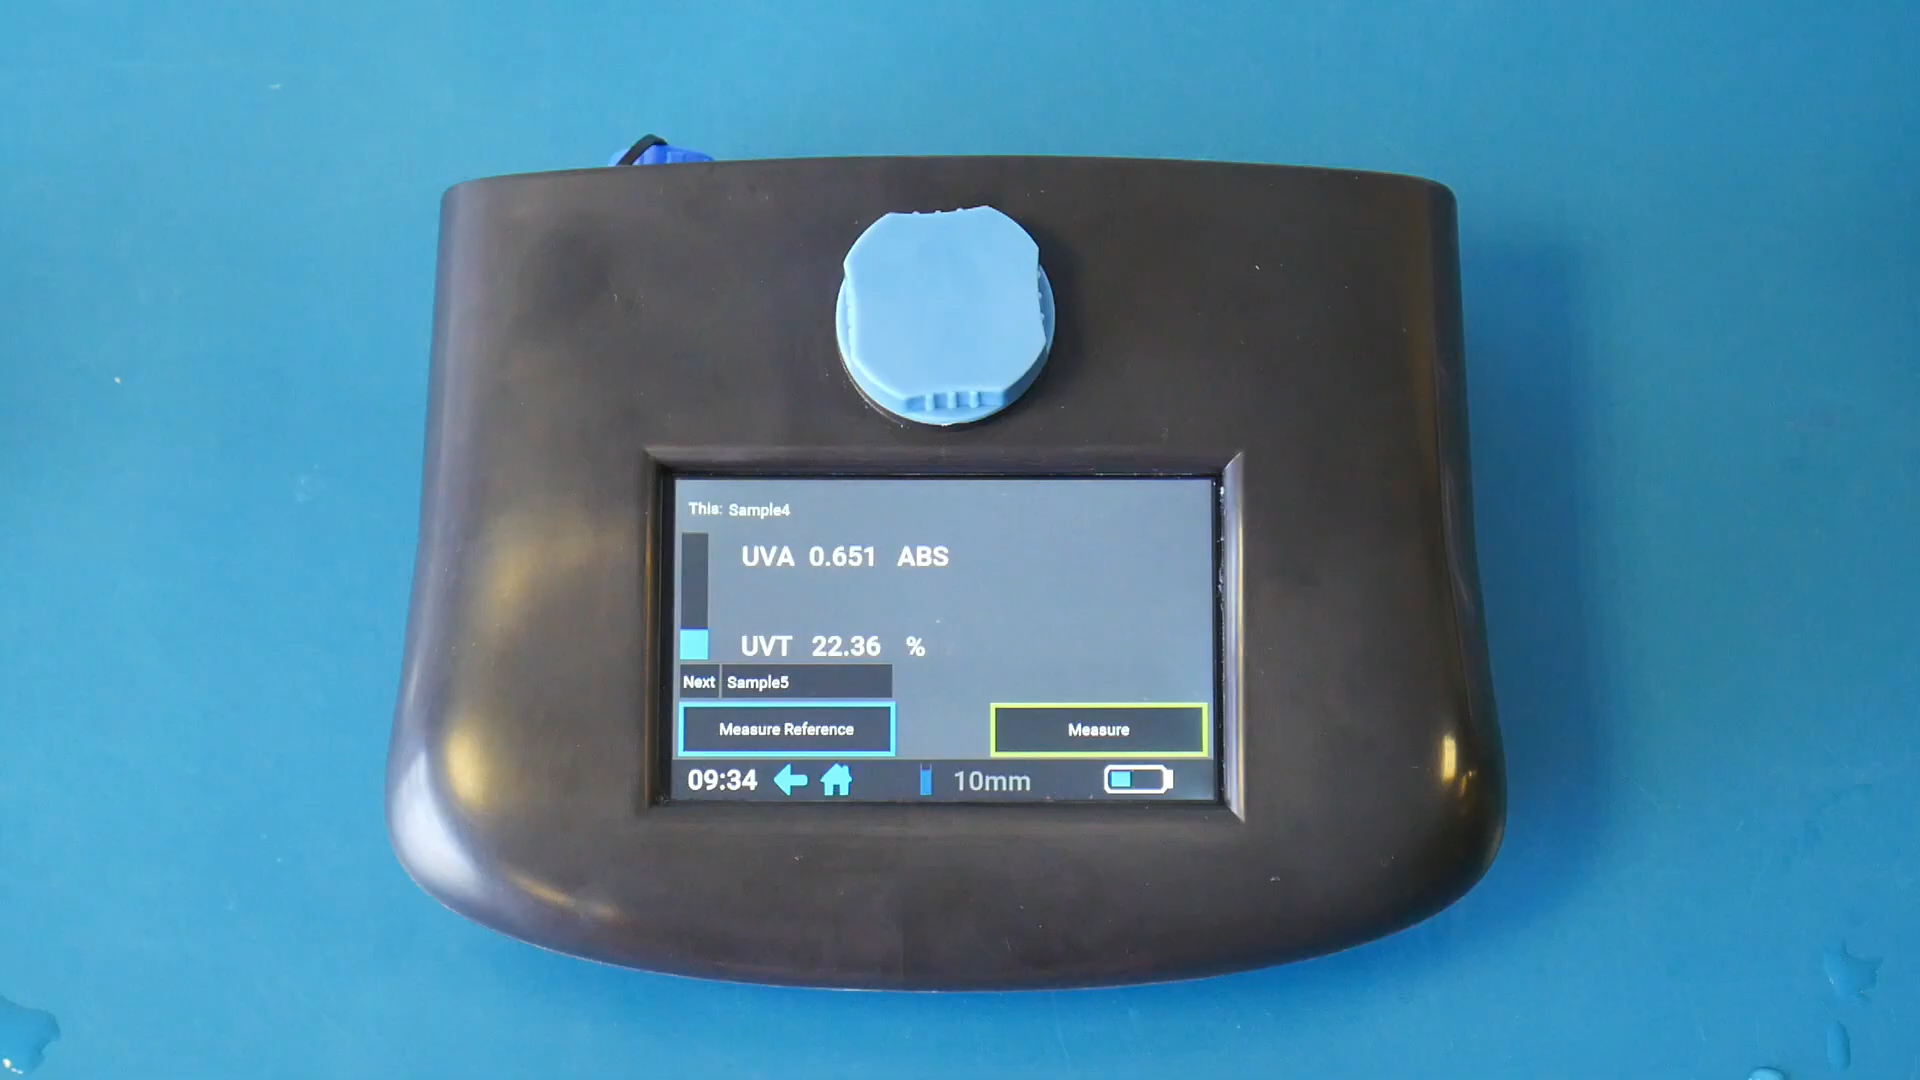 This: Sample4
UVA 0.651 ABS
UVT 22.36 %
Next Sample5
Measure Reference Measure
09:34 10mm